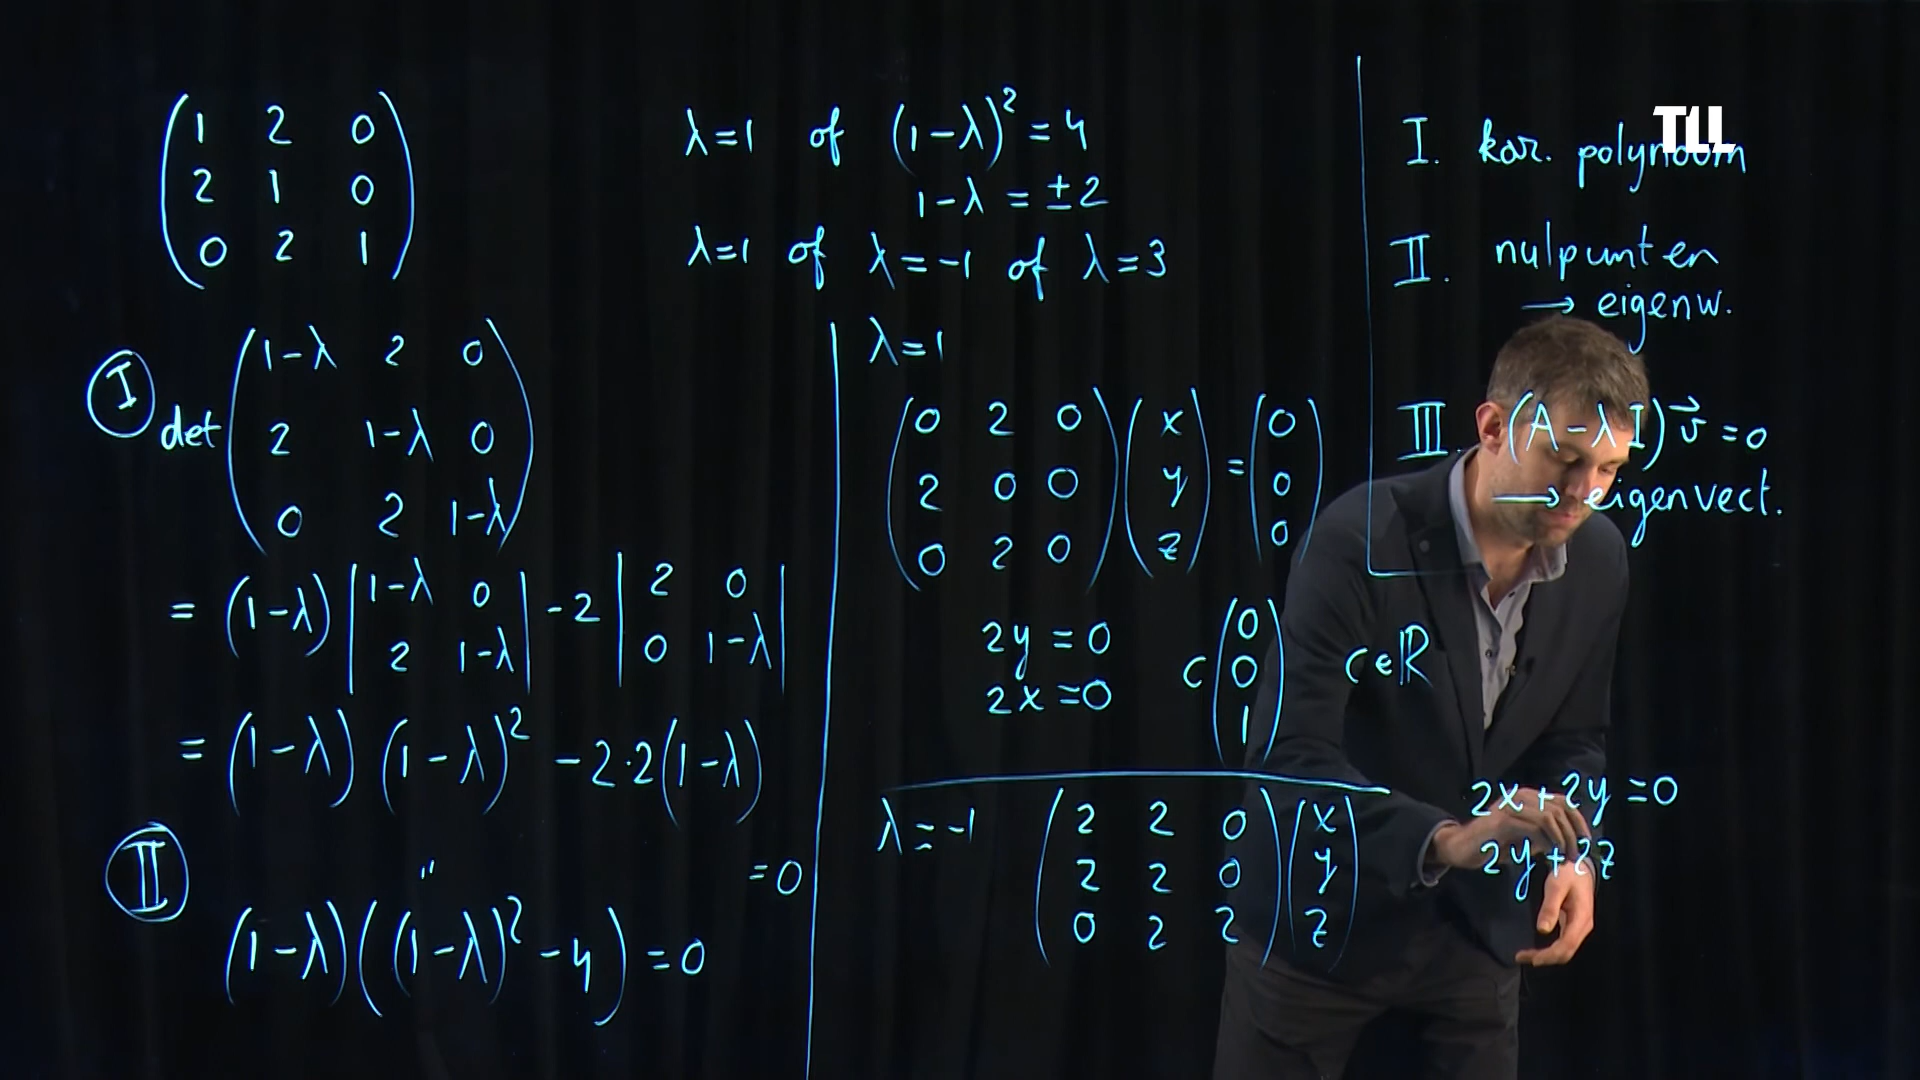 ( 1 2 0 )
( 2 1 0 )
( 0 2 1 )
I det ( 1-λ 2 0 )
( 2 1-λ 0 )
( 0 2 1-λ )
= (1-λ) | 1-λ 0 | - 2 | 2 0 |
| 2 1-λ | | 0 1-λ |
= (1-λ) (1-λ)² - 2·2(1-λ)
II " = 0
(1-λ)((1-λ)² - 4) = 0
λ=1 of (1-λ)² = 4
1-λ = ±2
λ=1 of λ=-1 of λ=3
λ=1
( 0 2 0 ) ( x ) = ( 0 )
( 2 0 0 ) ( y ) ( 0 )
( 0 2 0 ) ( z ) ( 0 )
2y = 0
2x = 0
c ( 0 )
( 0 )
( 1 )
c∈ℝ
λ=-1 ( 2 2 0 ) ( x )
( 2 2 0 ) ( y )
( 0 2 2 ) ( z )
2x+2y=0
2y+2z
TLL
I. kar. polynoom
II. nulpunten
→ eigenw.
III. (A-λI)v⃗ = 0
→ eigenvect.